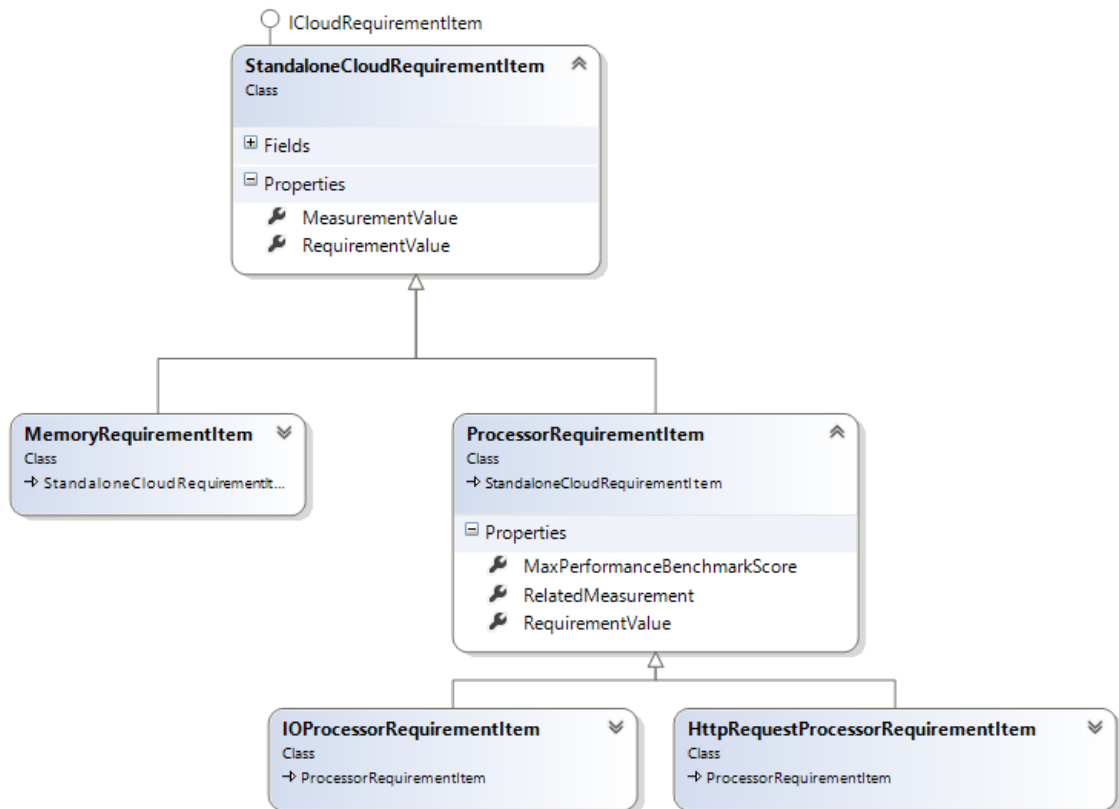 ICloudRequirementItem
StandaloneCloudRequirementItem
Class
Fields
Properties
MeasurementValue
RequirementValue
MemoryRequirementItem
Class
StandaloneCloudRequirementIt...
ProcessorRequirementItem
Class
StandaloneCloudRequirementItem
Properties
MaxPerformanceBenchmarkScore
RelatedMeasurement
RequirementValue
IOProcessorRequirementItem
Class
ProcessorRequirementItem
HttpRequestProcessorRequirementItem
Class
ProcessorRequirementItem